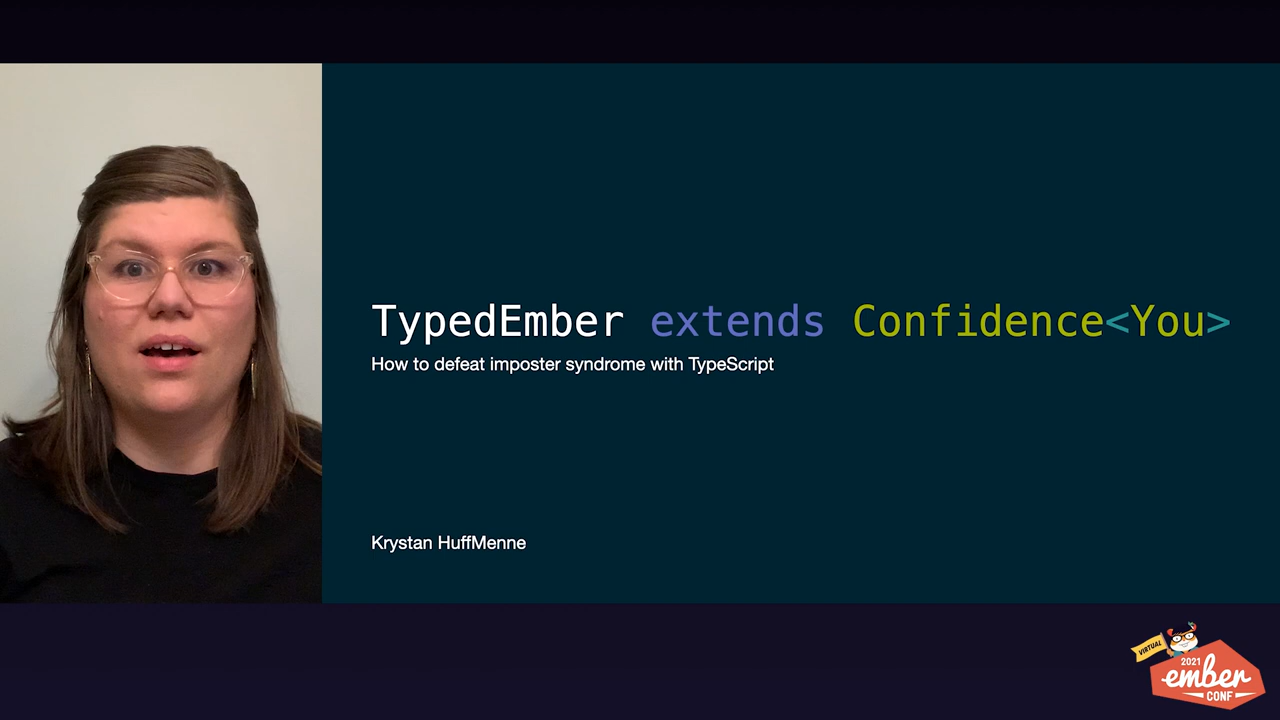 TypedEmber extends Confidence<You>
How to defeat imposter syndrome with TypeScript
Krystan HuffMenne
VIRTUAL
2021
ember
CONF